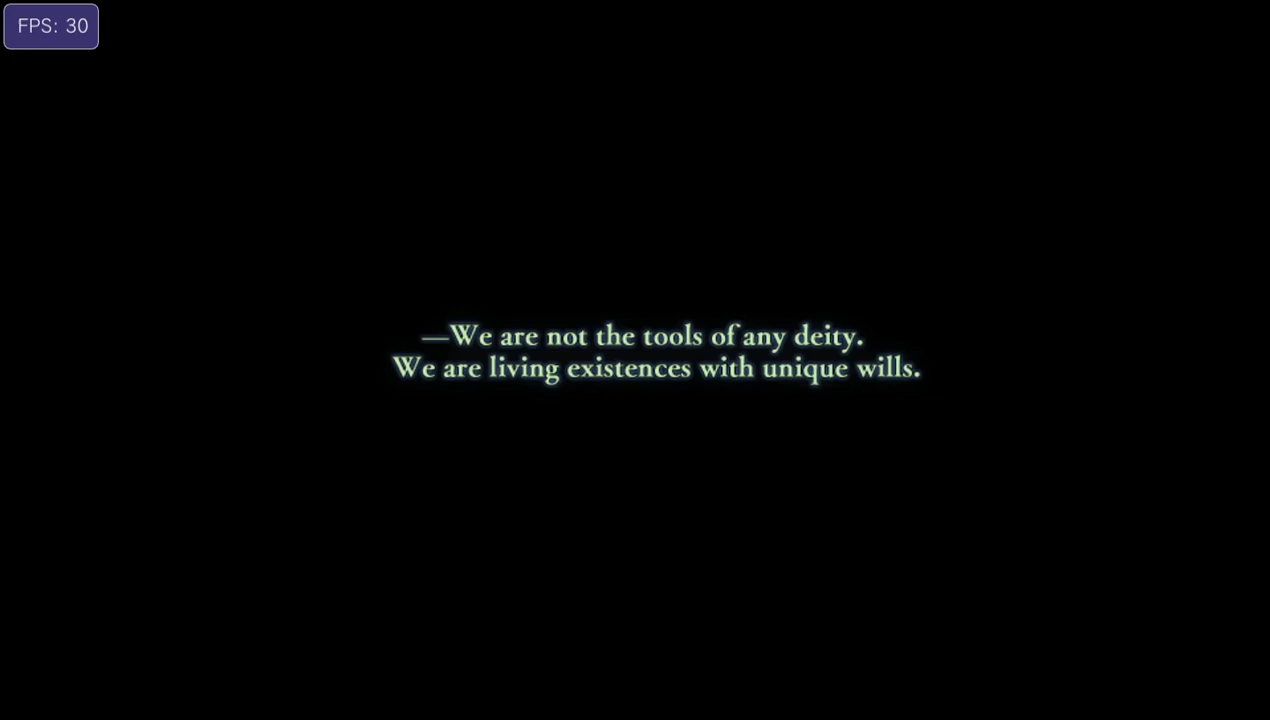 FPS: 30
—We are not the tools of any deity.
We are living existences with unique wills.